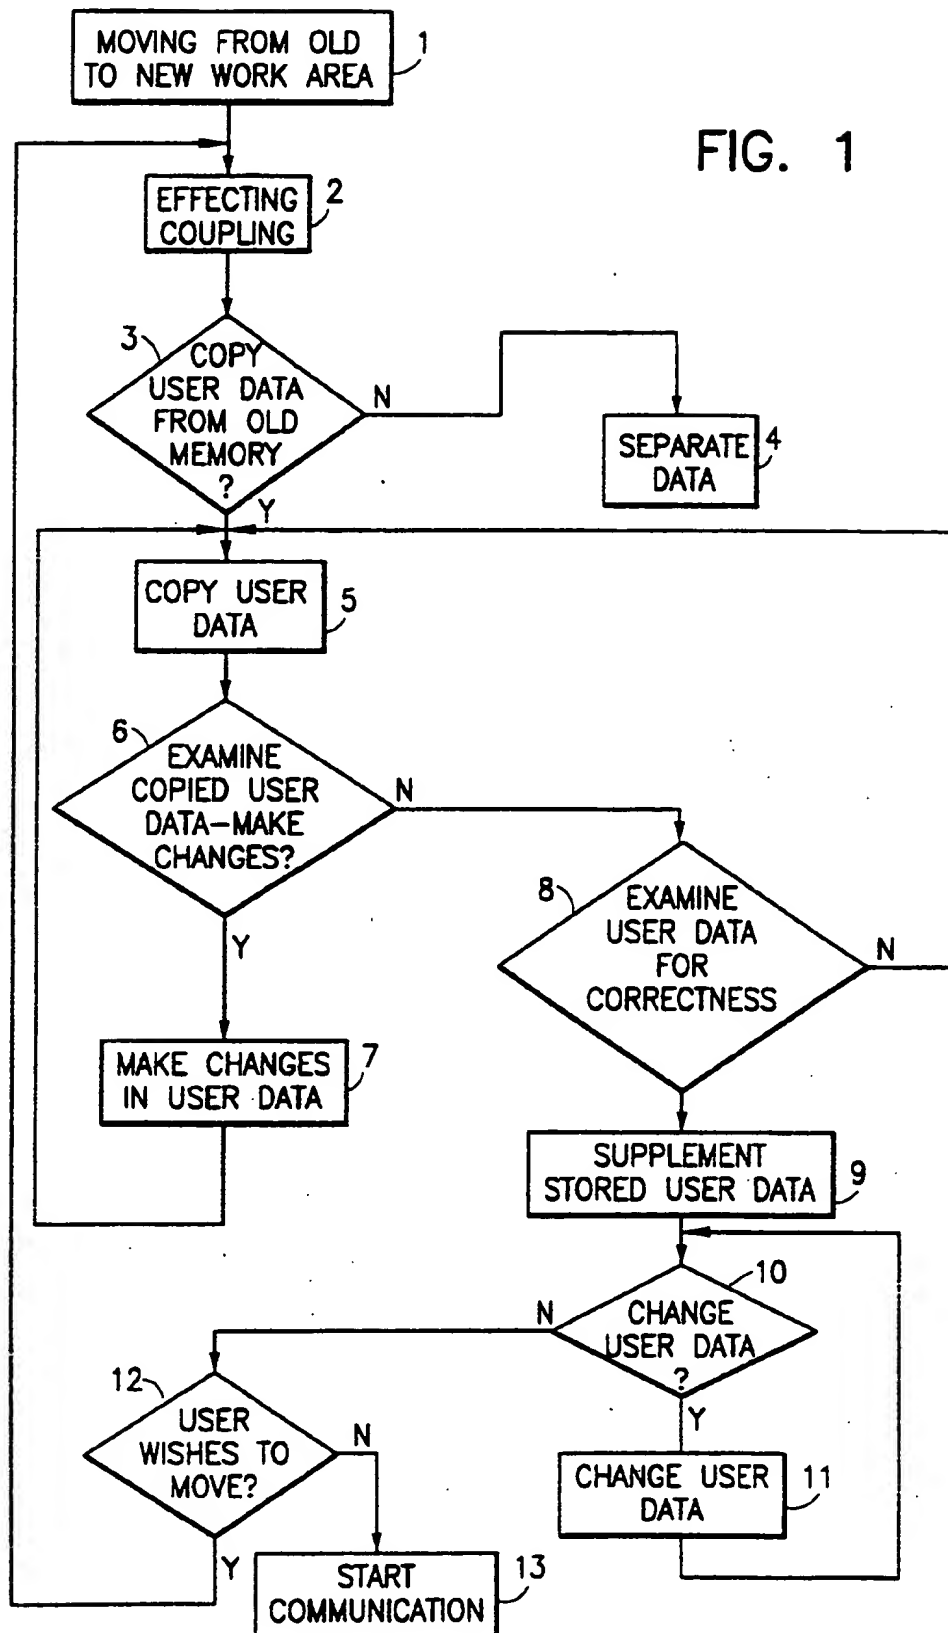 MOVING FROM OLD
TO NEW WORK AREA
1
FIG. 1
EFFECTING
COUPLING
2
3
COPY
USER DATA
FROM OLD
MEMORY
?
N
Y
SEPARATE
DATA
4
COPY USER
DATA
5
6
EXAMINE
COPIED USER
DATA-MAKE
CHANGES?
N
Y
8
EXAMINE
USER DATA
FOR
CORRECTNESS
N
MAKE CHANGES
IN USER DATA
7
SUPPLEMENT
STORED USER DATA
9
10
CHANGE
USER DATA
?
N
Y
12
USER
WISHES TO
MOVE?
N
Y
CHANGE USER
DATA
11
START
COMMUNICATION
13